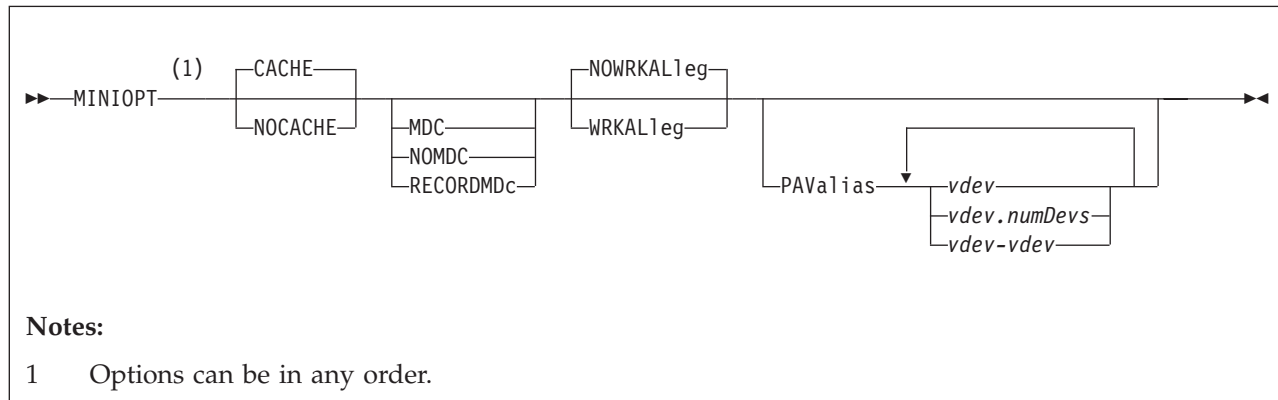 (1) CACHE NOWRKALleg
MINIOPT
NOCACHE MDC WRKALleg
NOMDC
RECORDMDc PAValias vdev
vdev.numDevs
vdev-vdev
Notes:
1 Options can be in any order.